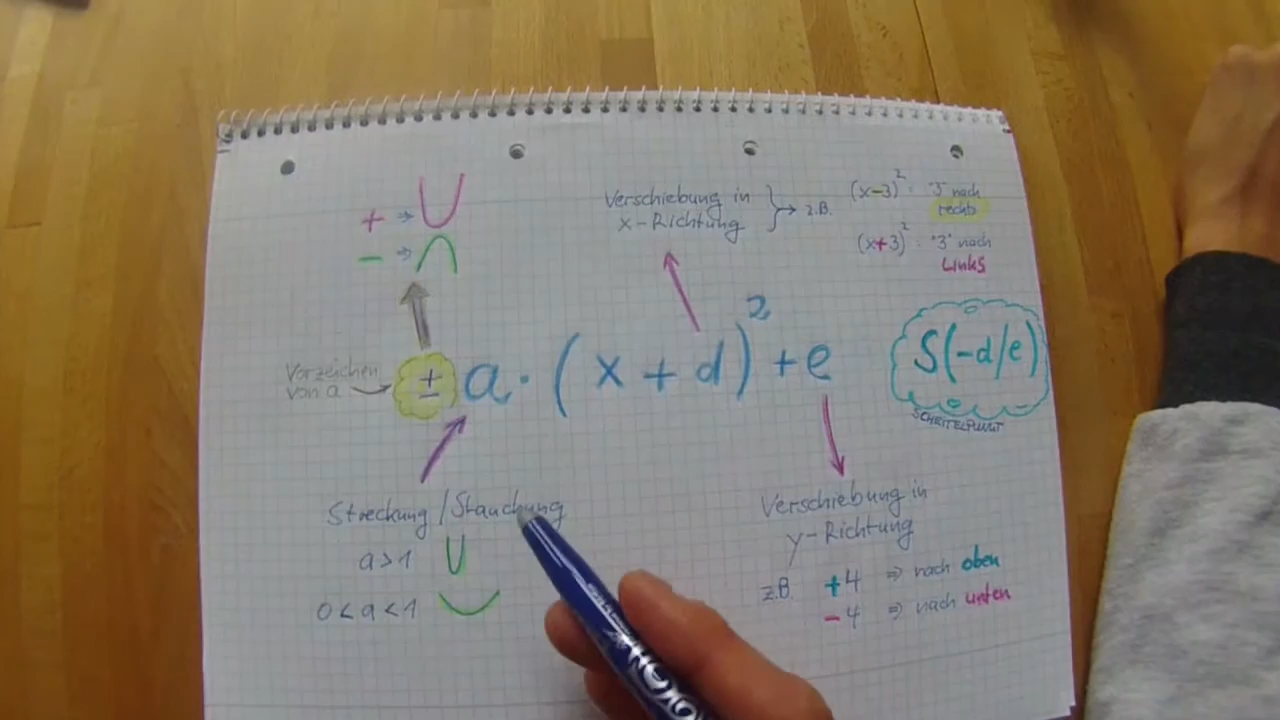 + ⇒
- ⇒
Verschiebung in
x-Richtung
→ z.B.
(x-3)² : "3" nach
rechts
(x+3)² : "3" nach
Links
Vorzeichen
von a
± a · (x + d)² + e
S(-d/e)
SCHEITELPUNKT
Streckung / Stauchung
a > 1
0 < a < 1
Verschiebung in
y-Richtung
z.B. +4 ⇒ nach oben
-4 ⇒ nach unten